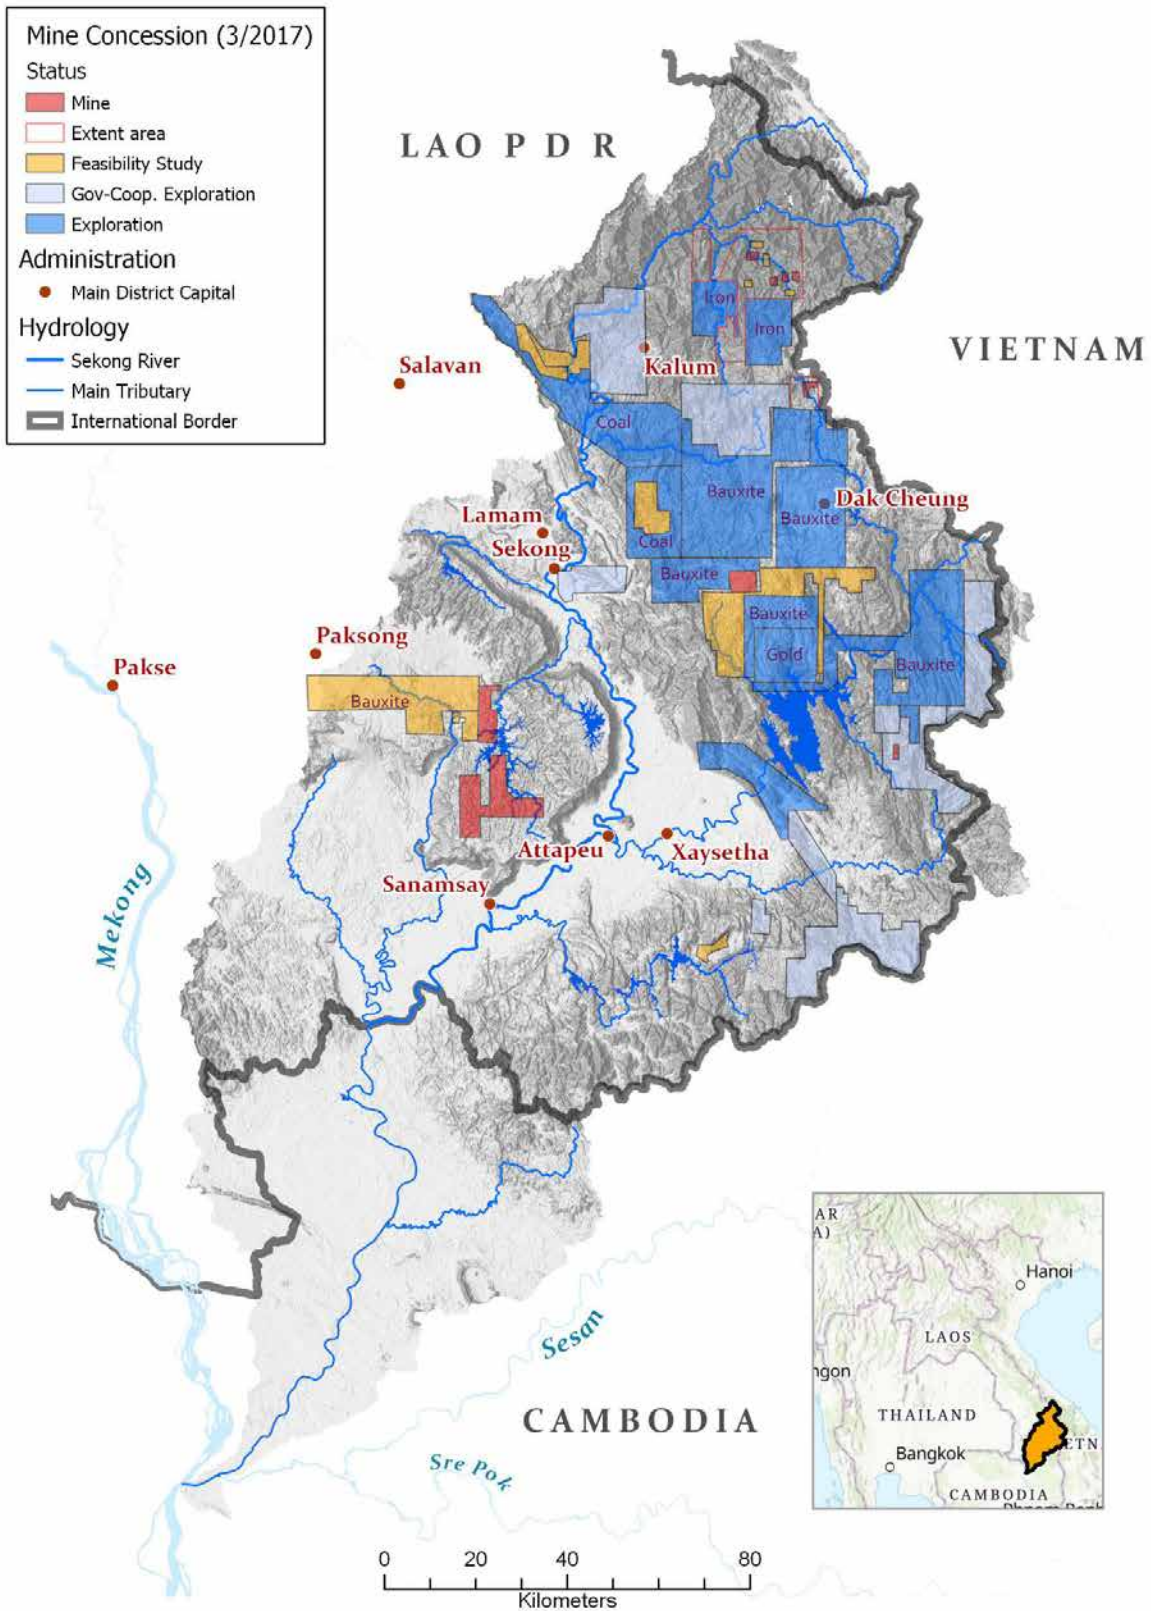 Mine Concession (3/2017)
Status
Mine
Extent area
Feasibility Study
Gov-Coop. Exploration
Exploration
Administration
Main District Capital
Hydrology
Sekong River
Main Tributary
International Border
LAO P D R
VIETNAM
Iron
Iron
Salavan
Kalum
Coal
Bauxite
Dak Cheung
Bauxite
Lamam
Coal
Sekong
Bauxite
Bauxite
Paksong
Gold
Pakse
Bauxite
Bauxite
Attapeu
Xaysetha
Sanamsay
Mekong
Sesan
CAMBODIA
Sre Pok
AR
A)
Hanoi
LAOS
ngon
THAILAND
ETN
Bangkok
CAMBODIA
0 20 40 80
Kilometers